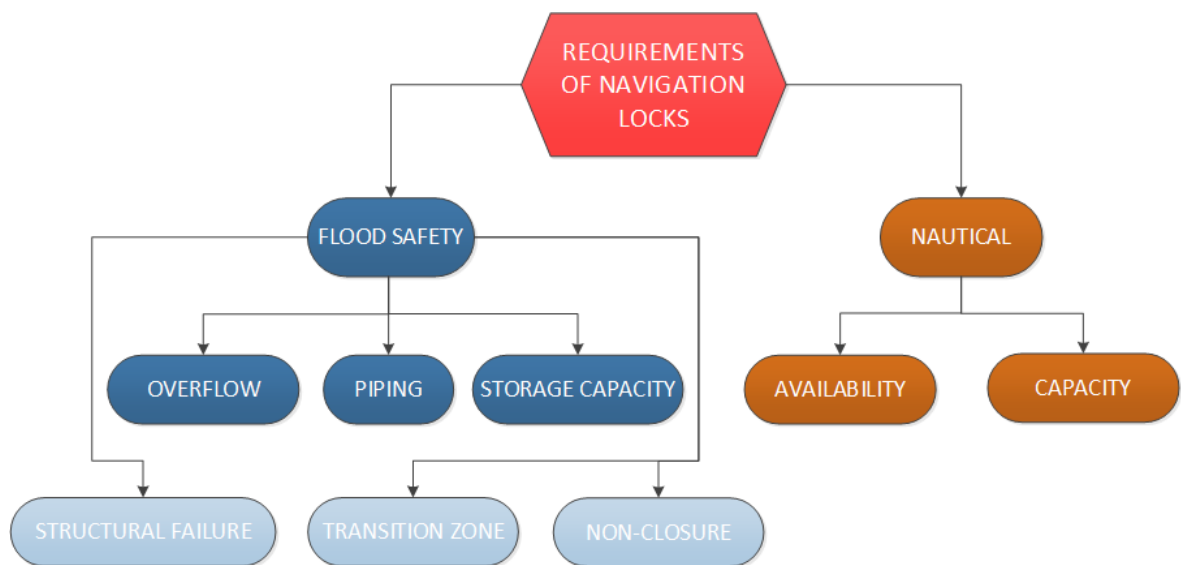 REQUIREMENTS
OF NAVIGATION
LOCKS
FLOOD SAFETY
NAUTICAL
OVERFLOW
PIPING
STORAGE CAPACITY
AVAILABILITY
CAPACITY
STRUCTURAL FAILURE
TRANSITION ZONE
NON-CLOSURE